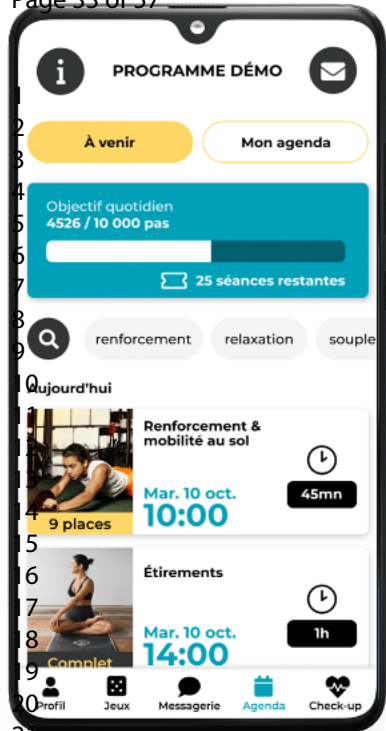 Page 33 of 37
PROGRAMME DÉMO
À venir
Mon agenda
Objectif quotidien
4526 / 10 000 pas
25 séances restantes
renforcement
relaxation
souple
Aujourd'hui
Renforcement &
mobilité au sol
Mar. 10 oct.
10:00
45mn
9 places
Étirements
Mar. 10 oct.
14:00
1h
Complet
Profil
Jeux
Messagerie
Agenda
Check-up
1
2
3
4
5
6
7
8
9
10
11
12
13
14
15
16
17
18
19
20